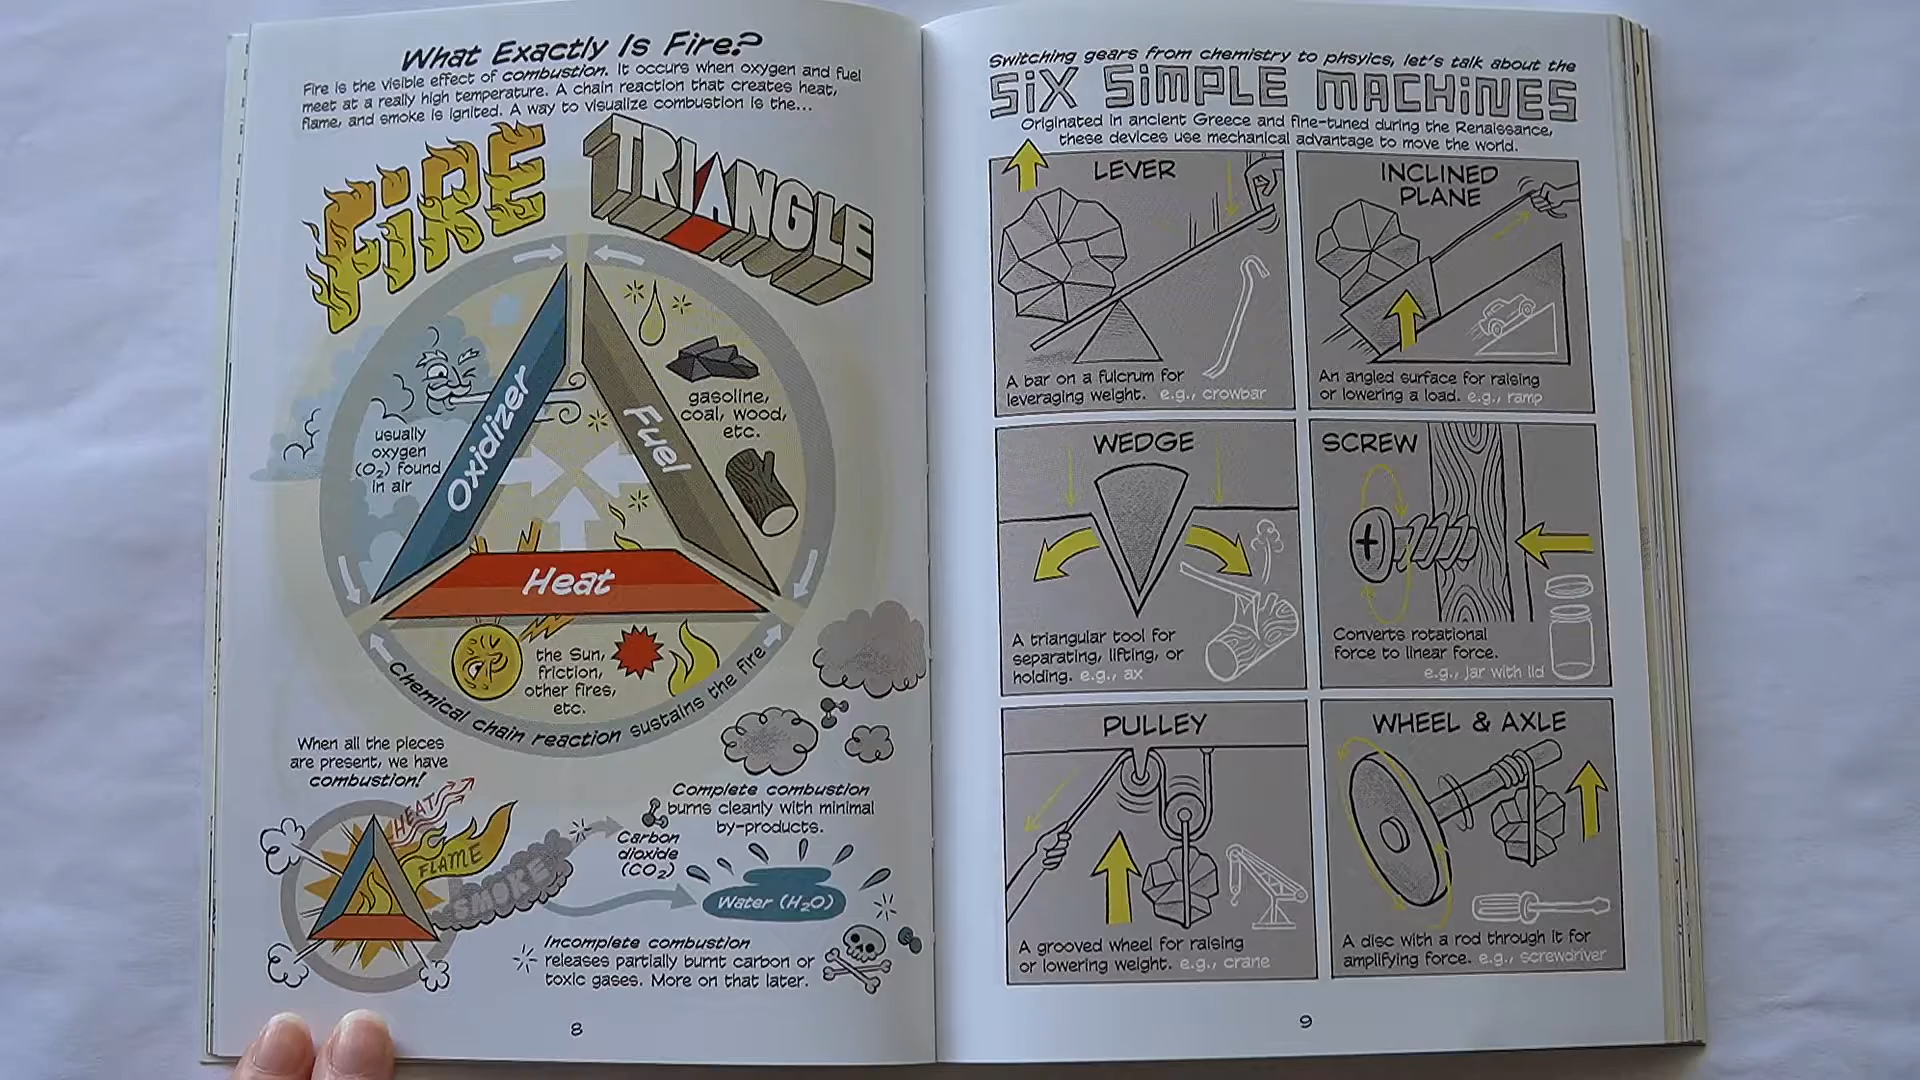 What Exactly Is Fire?
Fire is the visible effect of combustion. It occurs when oxygen and fuel
meet at a really high temperature. A chain reaction that creates heat,
flame, and smoke is ignited. A way to visualize combustion is the...
FIRE
TRIANGLE
Oxidizer
Fuel
Heat
usually
oxygen
(O2) found
in air
gasoline,
coal, wood,
etc.
the Sun,
friction,
other fires,
etc.
Chemical chain reaction sustains the fire
When all the pieces
are present, we have
combustion!
HEAT
FLAME
SMOKE
Complete combustion
burns cleanly with minimal
by-products.
Carbon
dioxide
(CO2)
Water (H2O)
Incomplete combustion
releases partially burnt carbon or
toxic gases. More on that later.
8
Switching gears from chemistry to phsyics, let's talk about the
SIX SIMPLE MACHINES
Originated in ancient Greece and fine-tuned during the Renaissance,
these devices use mechanical advantage to move the world.
LEVER
A bar on a fulcrum for
leveraging weight. e.g., crowbar
INCLINED
PLANE
An angled surface for raising
or lowering a load. e.g., ramp
WEDGE
A triangular tool for
separating, lifting, or
holding. e.g., ax
SCREW
Converts rotational
force to linear force.
e.g., jar with lid
PULLEY
A grooved wheel for raising
or lowering weight. e.g., crane
WHEEL & AXLE
A disc with a rod through it for
amplifying force. e.g., screwdriver
9